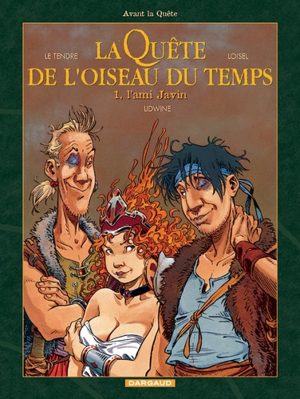 Avant la Quête
LE TENDRE
LOISEL
LA QUÊTE
DE L'OISEAU DU TEMPS
1. l'ami Javin
LIDWINE
DARGAUD